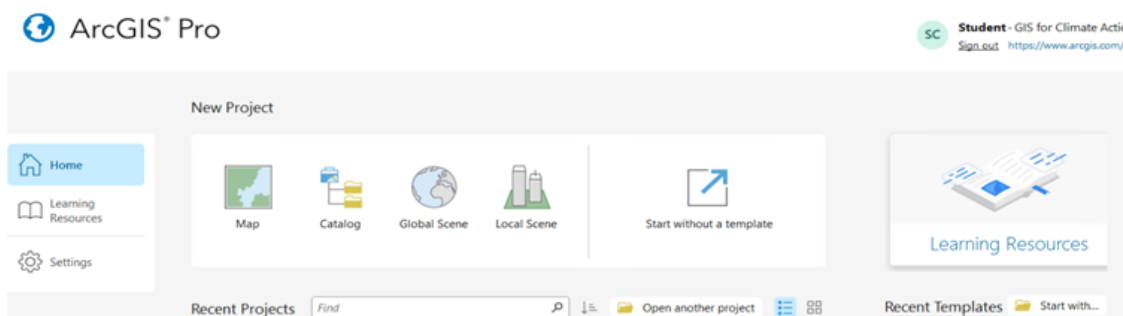 ArcGIS® Pro
SC
Student - GIS for Climate Actio
Sign out https://www.arcgis.com/
New Project
Home
Learning
Resources
Settings
Map
Catalog
Global Scene
Local Scene
Start without a template
Learning Resources
Recent Projects
Find
Open another project
Recent Templates
Start with...